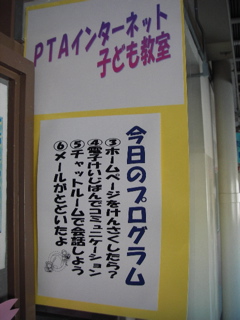 PTAインターネット
子ども教室
今日のプログラム
③ホームページをけんさくしたら?
④電子けいじばんでコミュニケーション
⑤チャットルームで会話しよう
⑥メールがとどいたよ